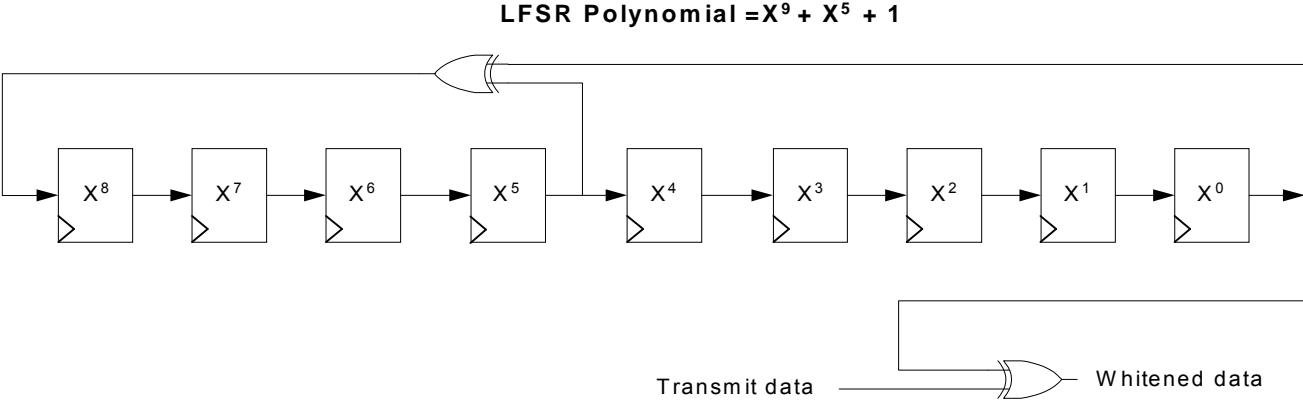 LFSR Polynomial =X⁹ + X⁵ + 1
X⁸ X⁷ X⁶ X⁵ X⁴ X³ X² X¹ X⁰
Transmit data
Whitened data